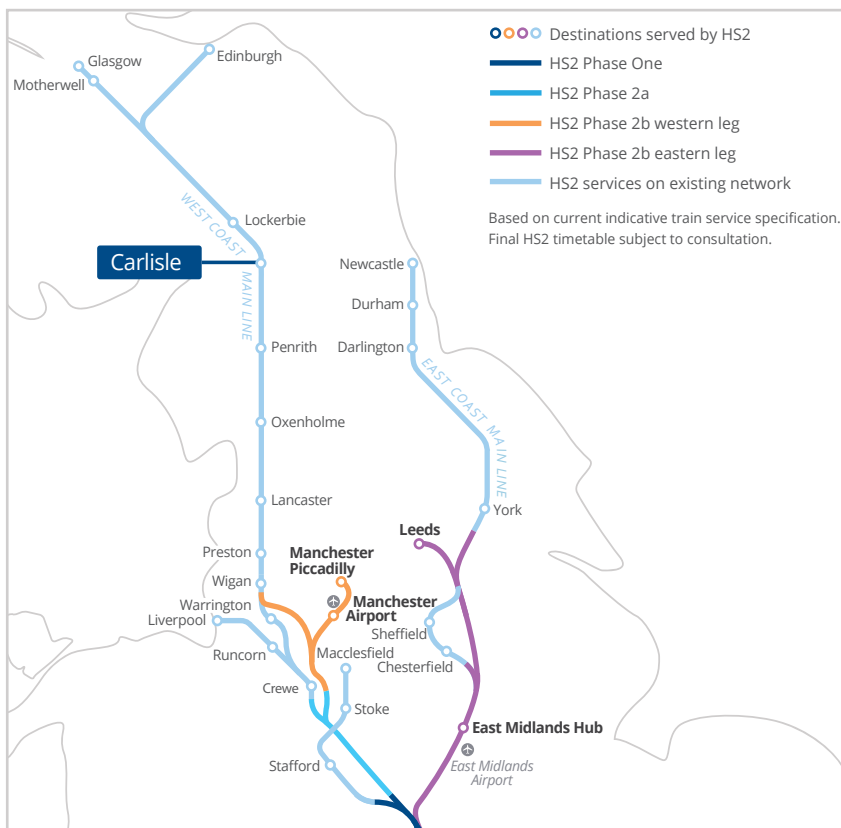 Destinations served by HS2
HS2 Phase One
HS2 Phase 2a
HS2 Phase 2b western leg
HS2 Phase 2b eastern leg
HS2 services on existing network
Based on current indicative train service specification.
Final HS2 timetable subject to consultation.
Edinburgh
Glasgow
Motherwell
WEST COAST MAIN LINE
Lockerbie
Carlisle
Penrith
Oxenholme
Lancaster
Preston
Wigan
Warrington
Liverpool
Runcorn
Crewe
Manchester
Piccadilly
Manchester
Airport
Macclesfield
Stoke
Stafford
Newcastle
Durham
Darlington
EAST COAST MAIN LINE
York
Leeds
Sheffield
Chesterfield
East Midlands Hub
East Midlands
Airport